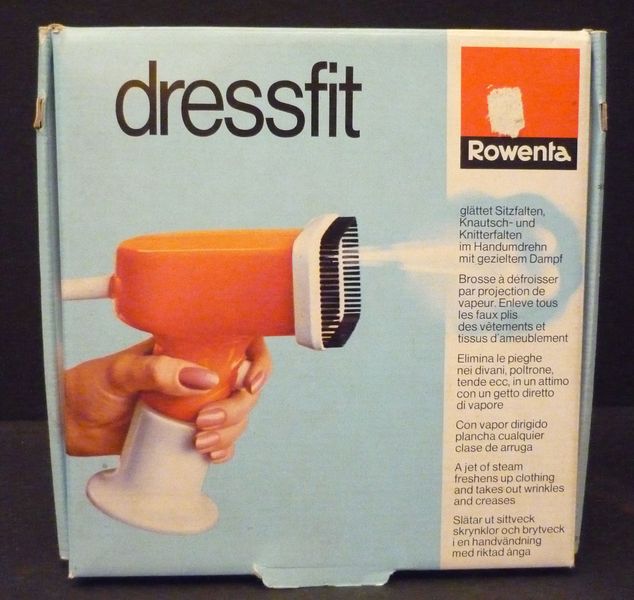 dressfit
Rowenta
glättet Sitzfalten,
Knautsch- und
Knitterfalten
im Handumdrehn
mit gezieltem Dampf
Brosse à défroisser
par projection de
vapeur. Enleve tous
les faux plis
des vêtements et
tissus d'ameublement
Elimina le pieghe
nei divani, poltrone,
tende ecc, in un attimo
con un getto diretto
di vapore
Con vapor dirigido
plancha cualquier
clase de arruga
A jet of steam
freshens up clothing
and takes out wrinkles
and creases
Slätar ut sittveck
skrynklor och brytveck
i en handvändning
med riktad ånga